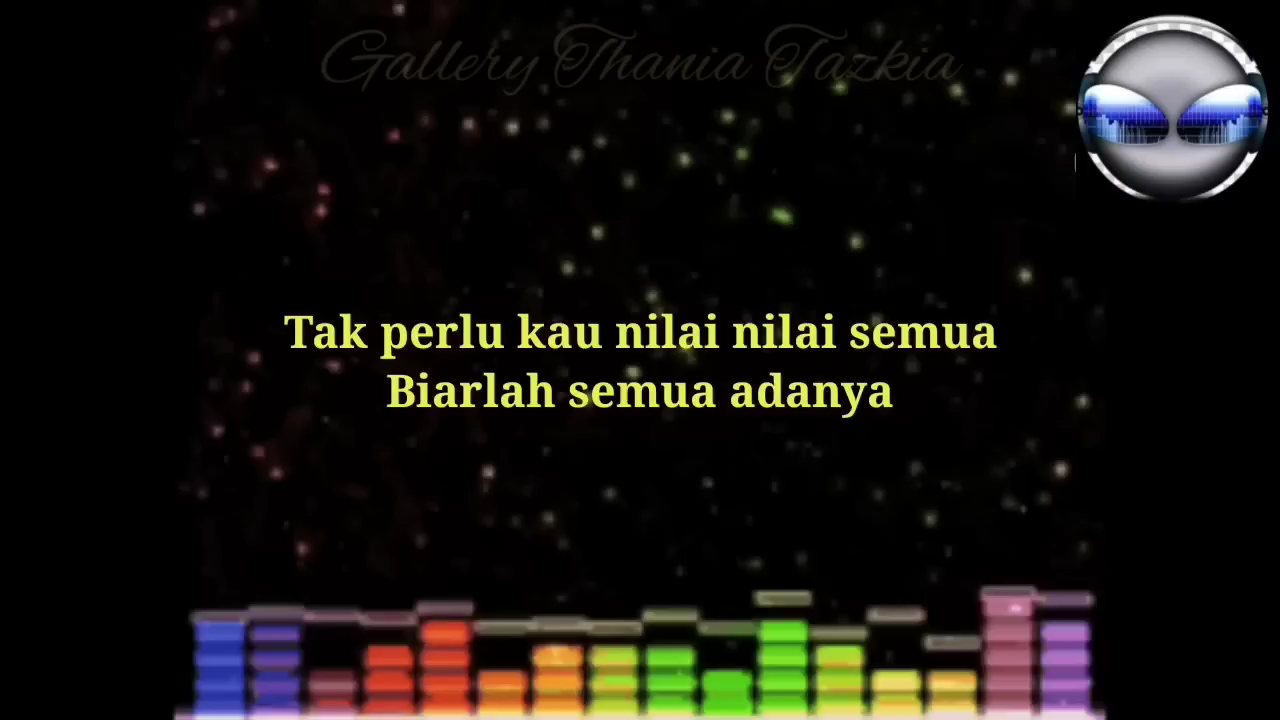 Gallery Thania Tazkia
Tak perlu kau nilai nilai semua
Biarlah semua adanya